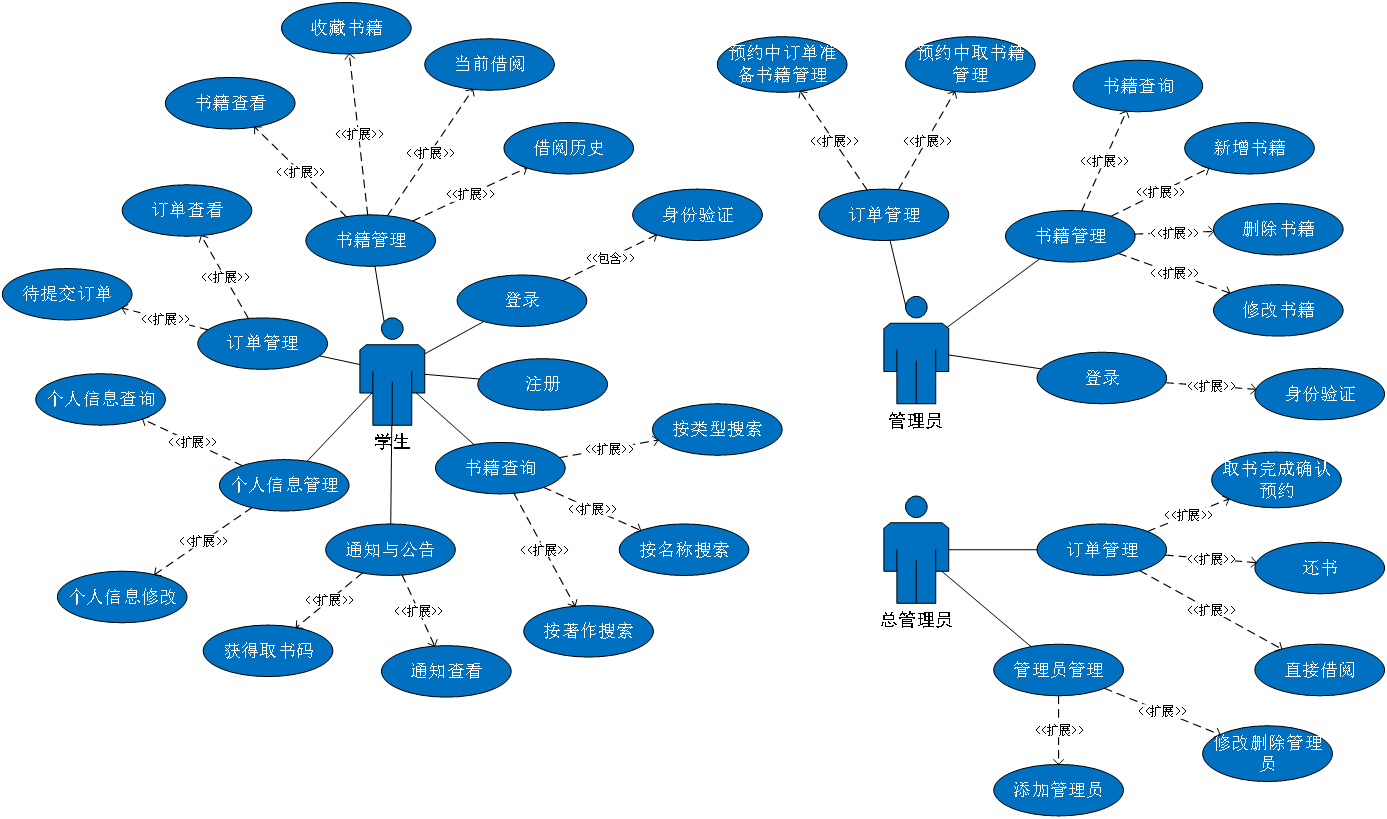 收藏书籍
当前借阅
书籍查看
<<扩展>>
<<扩展>>
借阅历史
<<扩展>>
<<扩展>>
订单查看
书籍管理
身份验证
<<扩展>>
<<包含>>
待提交订单
<<扩展>>
登录
订单管理
注册
学生
个人信息查询
<<扩展>>
个人信息管理
<<扩展>>
个人信息修改
书籍查询
<<扩展>>
按类型搜索
<<扩展>>
按名称搜索
<<扩展>>
按著作搜索
通知与公告
<<扩展>>
<<扩展>>
获得取书码
通知查看
预约中订单准
备书籍管理
预约中取书籍
管理
<<扩展>>
<<扩展>>
订单管理
书籍查询
<<扩展>>
新增书籍
<<扩展>>
书籍管理
<<扩展>>
删除书籍
<<扩展>>
修改书籍
管理员
登录
<<扩展>>
身份验证
取书完成确认
预约
<<扩展>>
订单管理
<<扩展>>
还书
<<扩展>>
直接借阅
总管理员
管理员管理
<<扩展>>
<<扩展>>
修改删除管理
员
添加管理员